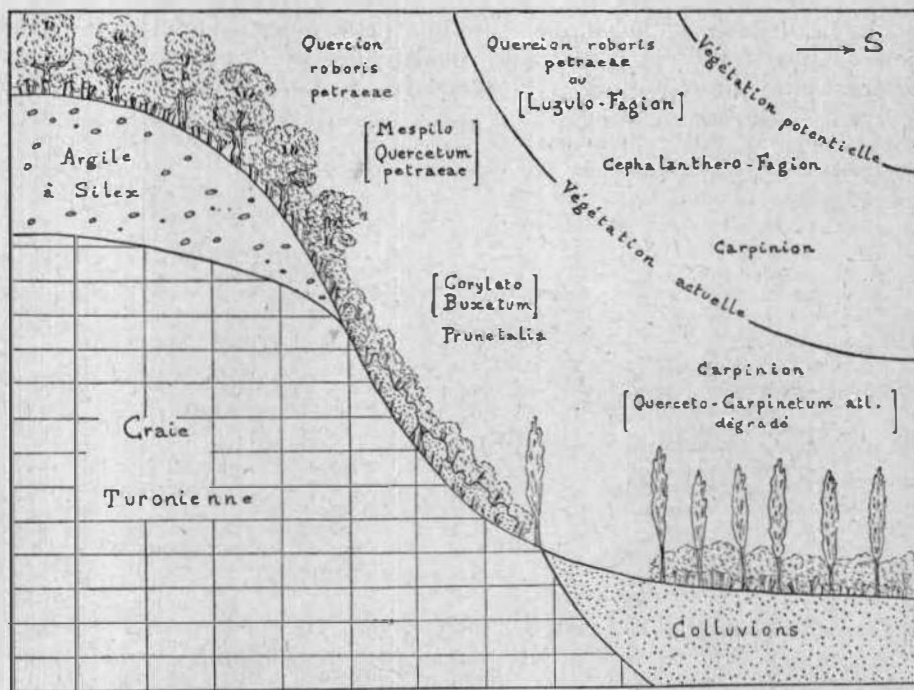 Quercion
roboris
petraeae
[Mespilo
Quercetum
petraeae]
Quercion roboris
petraeae
ou
[Luzulo-Fagion]
→ S
Végétation potentielle
Cephalanthero-Fagion
Carpinion
Végétation actuelle
[Coryleto
Buxetum]
Prunetalia
Carpinion
[Querceto-Carpinetum atl.
dégradé]
Argile
à Silex
Craie
Turonienne
Colluvions